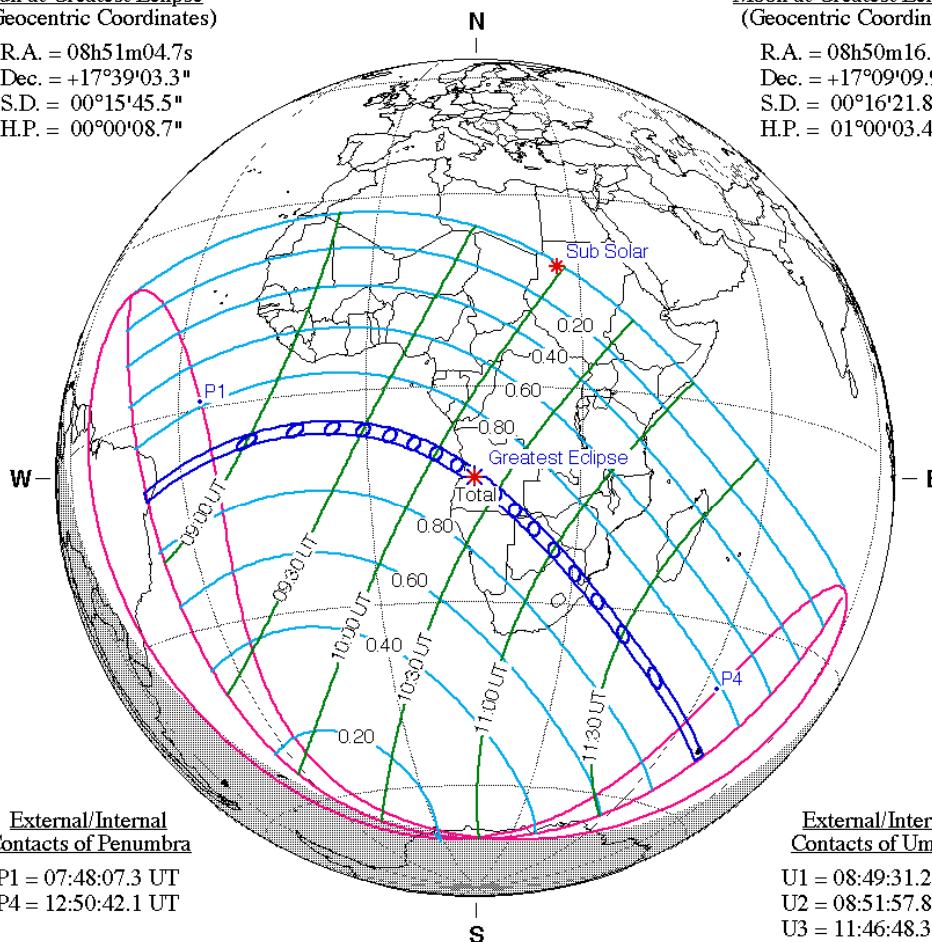 (Geocentric Coordinates)
R.A. = 08h51m04.7s
Dec. = +17°39'03.3"
S.D. = 00°15'45.5"
H.P. = 00°00'08.7"
N
(Geocentric Coordin
R.A. = 08h50m16.
Dec. = +17°09'09.
S.D. = 00°16'21.8
H.P. = 01°00'03.4
Sub Solar
0.20
0.40
0.60
0.80
P1
Greatest Eclipse
Total
W
E
0.80
0.60
0.40
0.20
09:00 UT
09:30 UT
10:00 UT
10:30 UT
11:00 UT
11:30 UT
P4
External/Internal
Contacts of Penumbra
P1 = 07:48:07.3 UT
P4 = 12:50:42.1 UT
External/Inter
Contacts of Um
U1 = 08:49:31.2
U2 = 08:51:57.8
U3 = 11:46:48.3
S